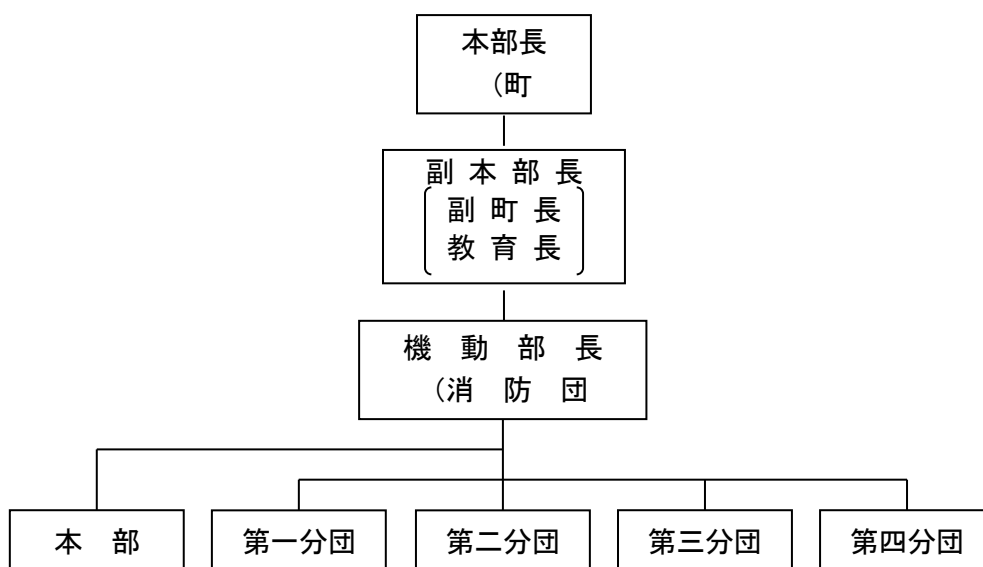 本部長
（町
副 本 部 長
副 町 長
教 育 長
機 動 部 長
（消 防 団
本 部
第一分団
第二分団
第三分団
第四分団